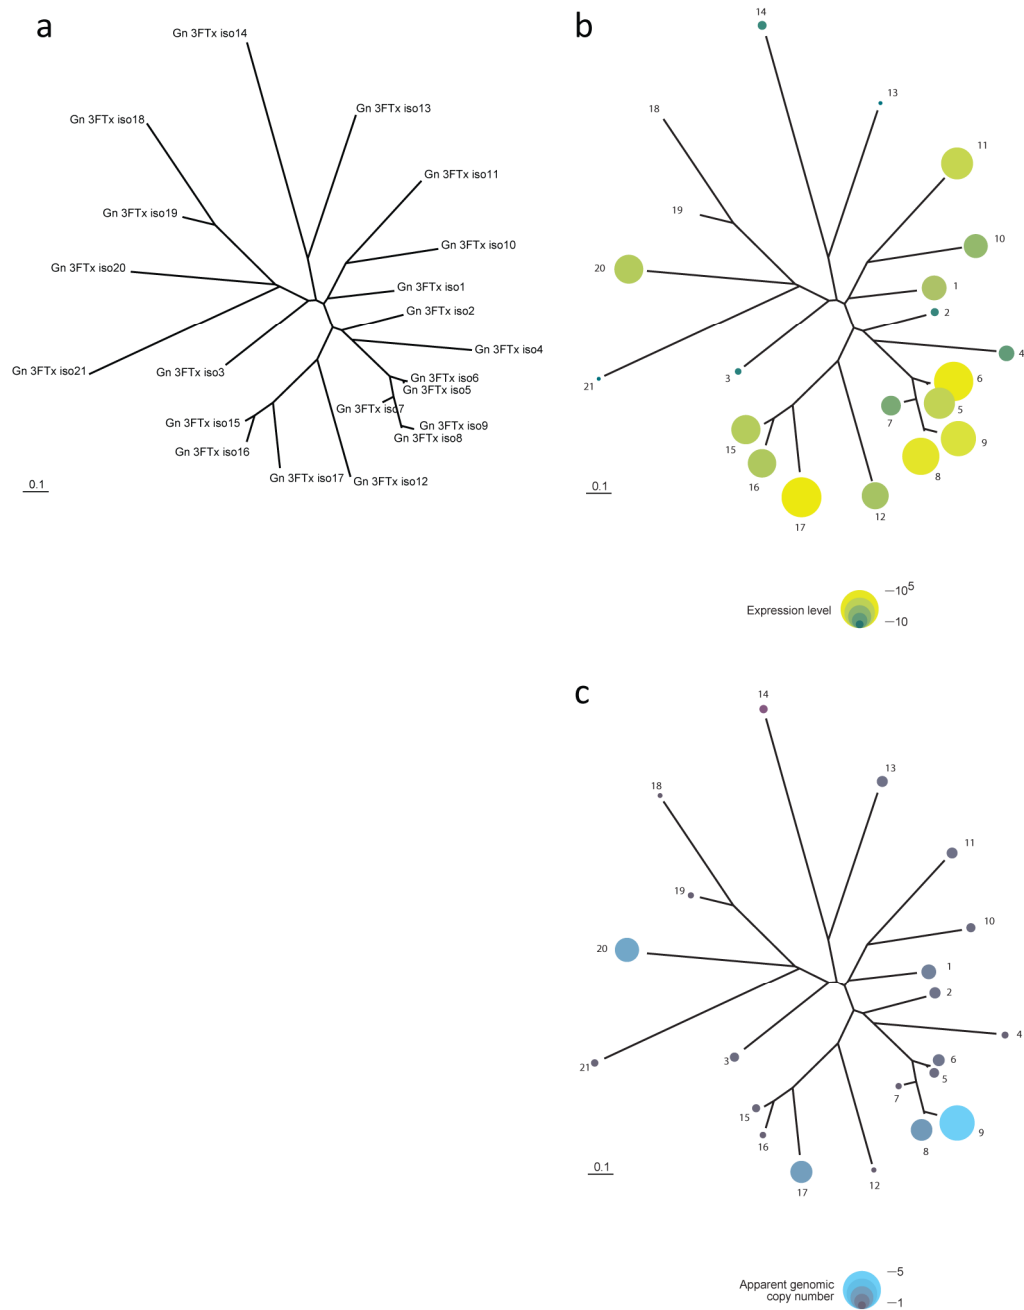 a
Gn 3FTx iso14
Gn 3FTx iso13
Gn 3FTx iso18
Gn 3FTx iso11
Gn 3FTx iso19
Gn 3FTx iso10
Gn 3FTx iso20
Gn 3FTx iso1
Gn 3FTx iso2
Gn 3FTx iso4
Gn 3FTx iso21
Gn 3FTx iso3
Gn 3FTx iso6
Gn 3FTx iso5
Gn 3FTx iso7
Gn 3FTx iso15
Gn 3FTx iso9
Gn 3FTx iso8
Gn 3FTx iso16
Gn 3FTx iso17
Gn 3FTx iso12
0.1
b
14
13
18
11
19
10
20
1
2
4
21
3
6
5
7
15
9
16
8
17
12
0.1
Expression level
–10⁵
–10
c
14
13
18
11
19
10
20
1
2
4
21
3
6
5
7
15
16
9
8
17
12
0.1
Apparent genomic
copy number
–5
–1